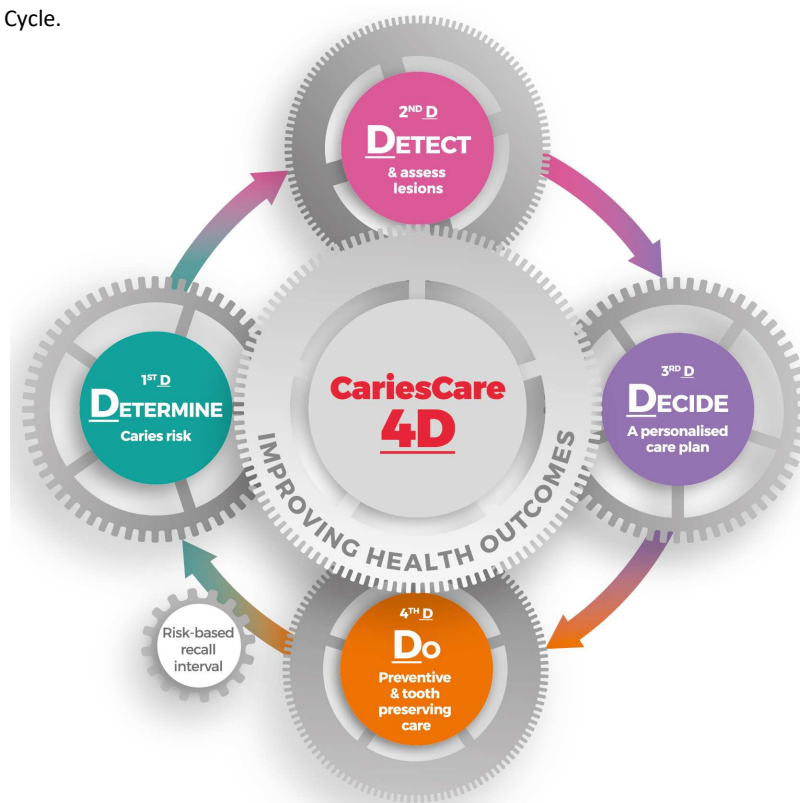 Cycle.
2ND D
DETECT
& assess
lesions
1ST D
DETERMINE
Caries risk
CariesCare
4D
3RD D
DECIDE
A personalised
care plan
IMPROVING HEALTH OUTCOMES
Risk-based
recall
interval
4TH D
Do
Preventive
& tooth
preserving
care